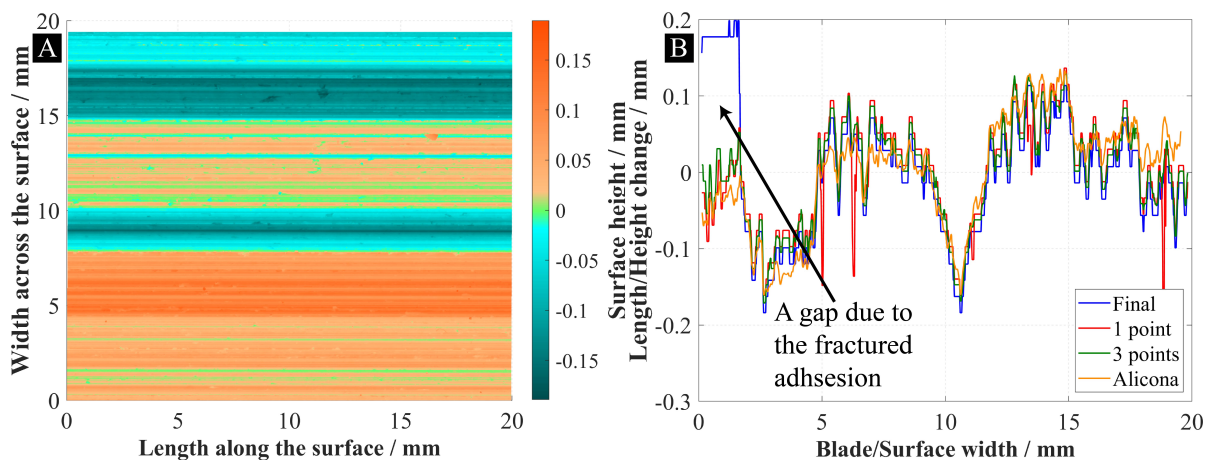 A
20
15
10
5
0
Width across the surface / mm
0
5
10
15
20
Length along the surface / mm
0.15
0.1
0.05
0
-0.05
-0.1
-0.15
Surface height / mm
B
Length/Height change / mm
0.2
0.1
0
-0.1
-0.2
-0.3
0
5
10
15
20
Blade/Surface width / mm
A gap due to
the fractured
adhsesion
Final
1 point
3 points
Alicona